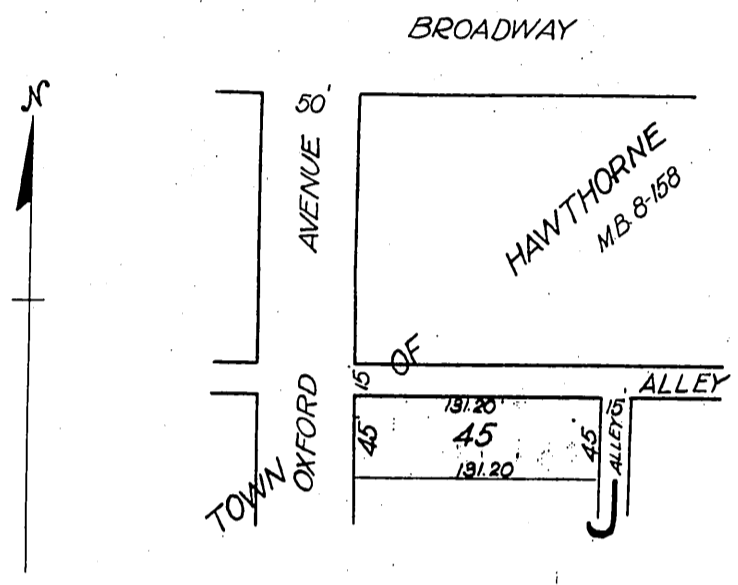 BROADWAY
N
50'
AVENUE
HAWTHORNE
M.B. 8-158
OF
15'
ALLEY
OXFORD
TOWN
131.20'
15'
45'
45
45'
ALLEY
131.20'